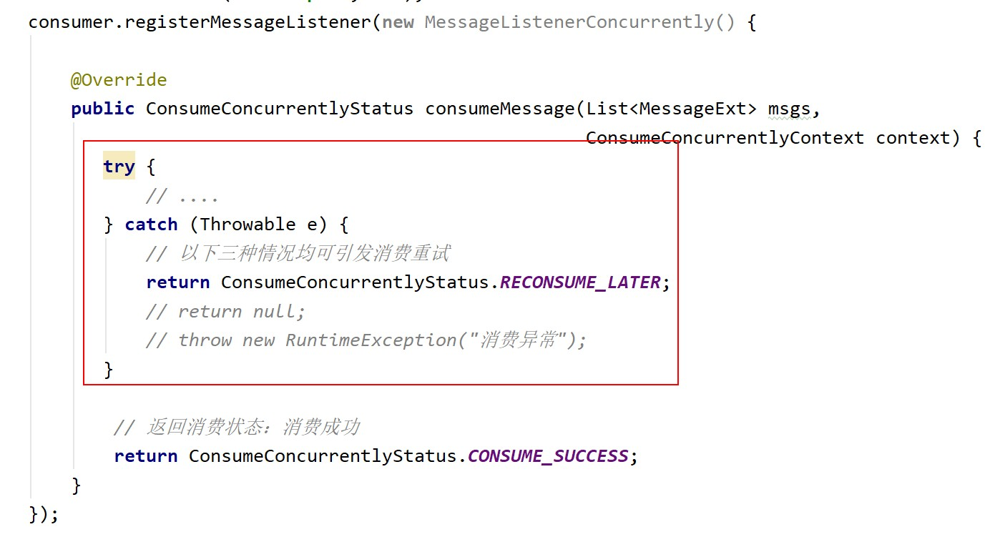 consumer.registerMessageListener(new MessageListenerConcurrently() {
@Override
public ConsumeConcurrentlyStatus consumeMessage(List<MessageExt> msgs,
ConsumeConcurrentlyContext context) {
try {
// ....
} catch (Throwable e) {
// 以下三种情况均可引发消费重试
return ConsumeConcurrentlyStatus.RECONSUME_LATER;
// return null;
// throw new RuntimeException("消费异常");
}
// 返回消费状态：消费成功
return ConsumeConcurrentlyStatus.CONSUME_SUCCESS;
}
});